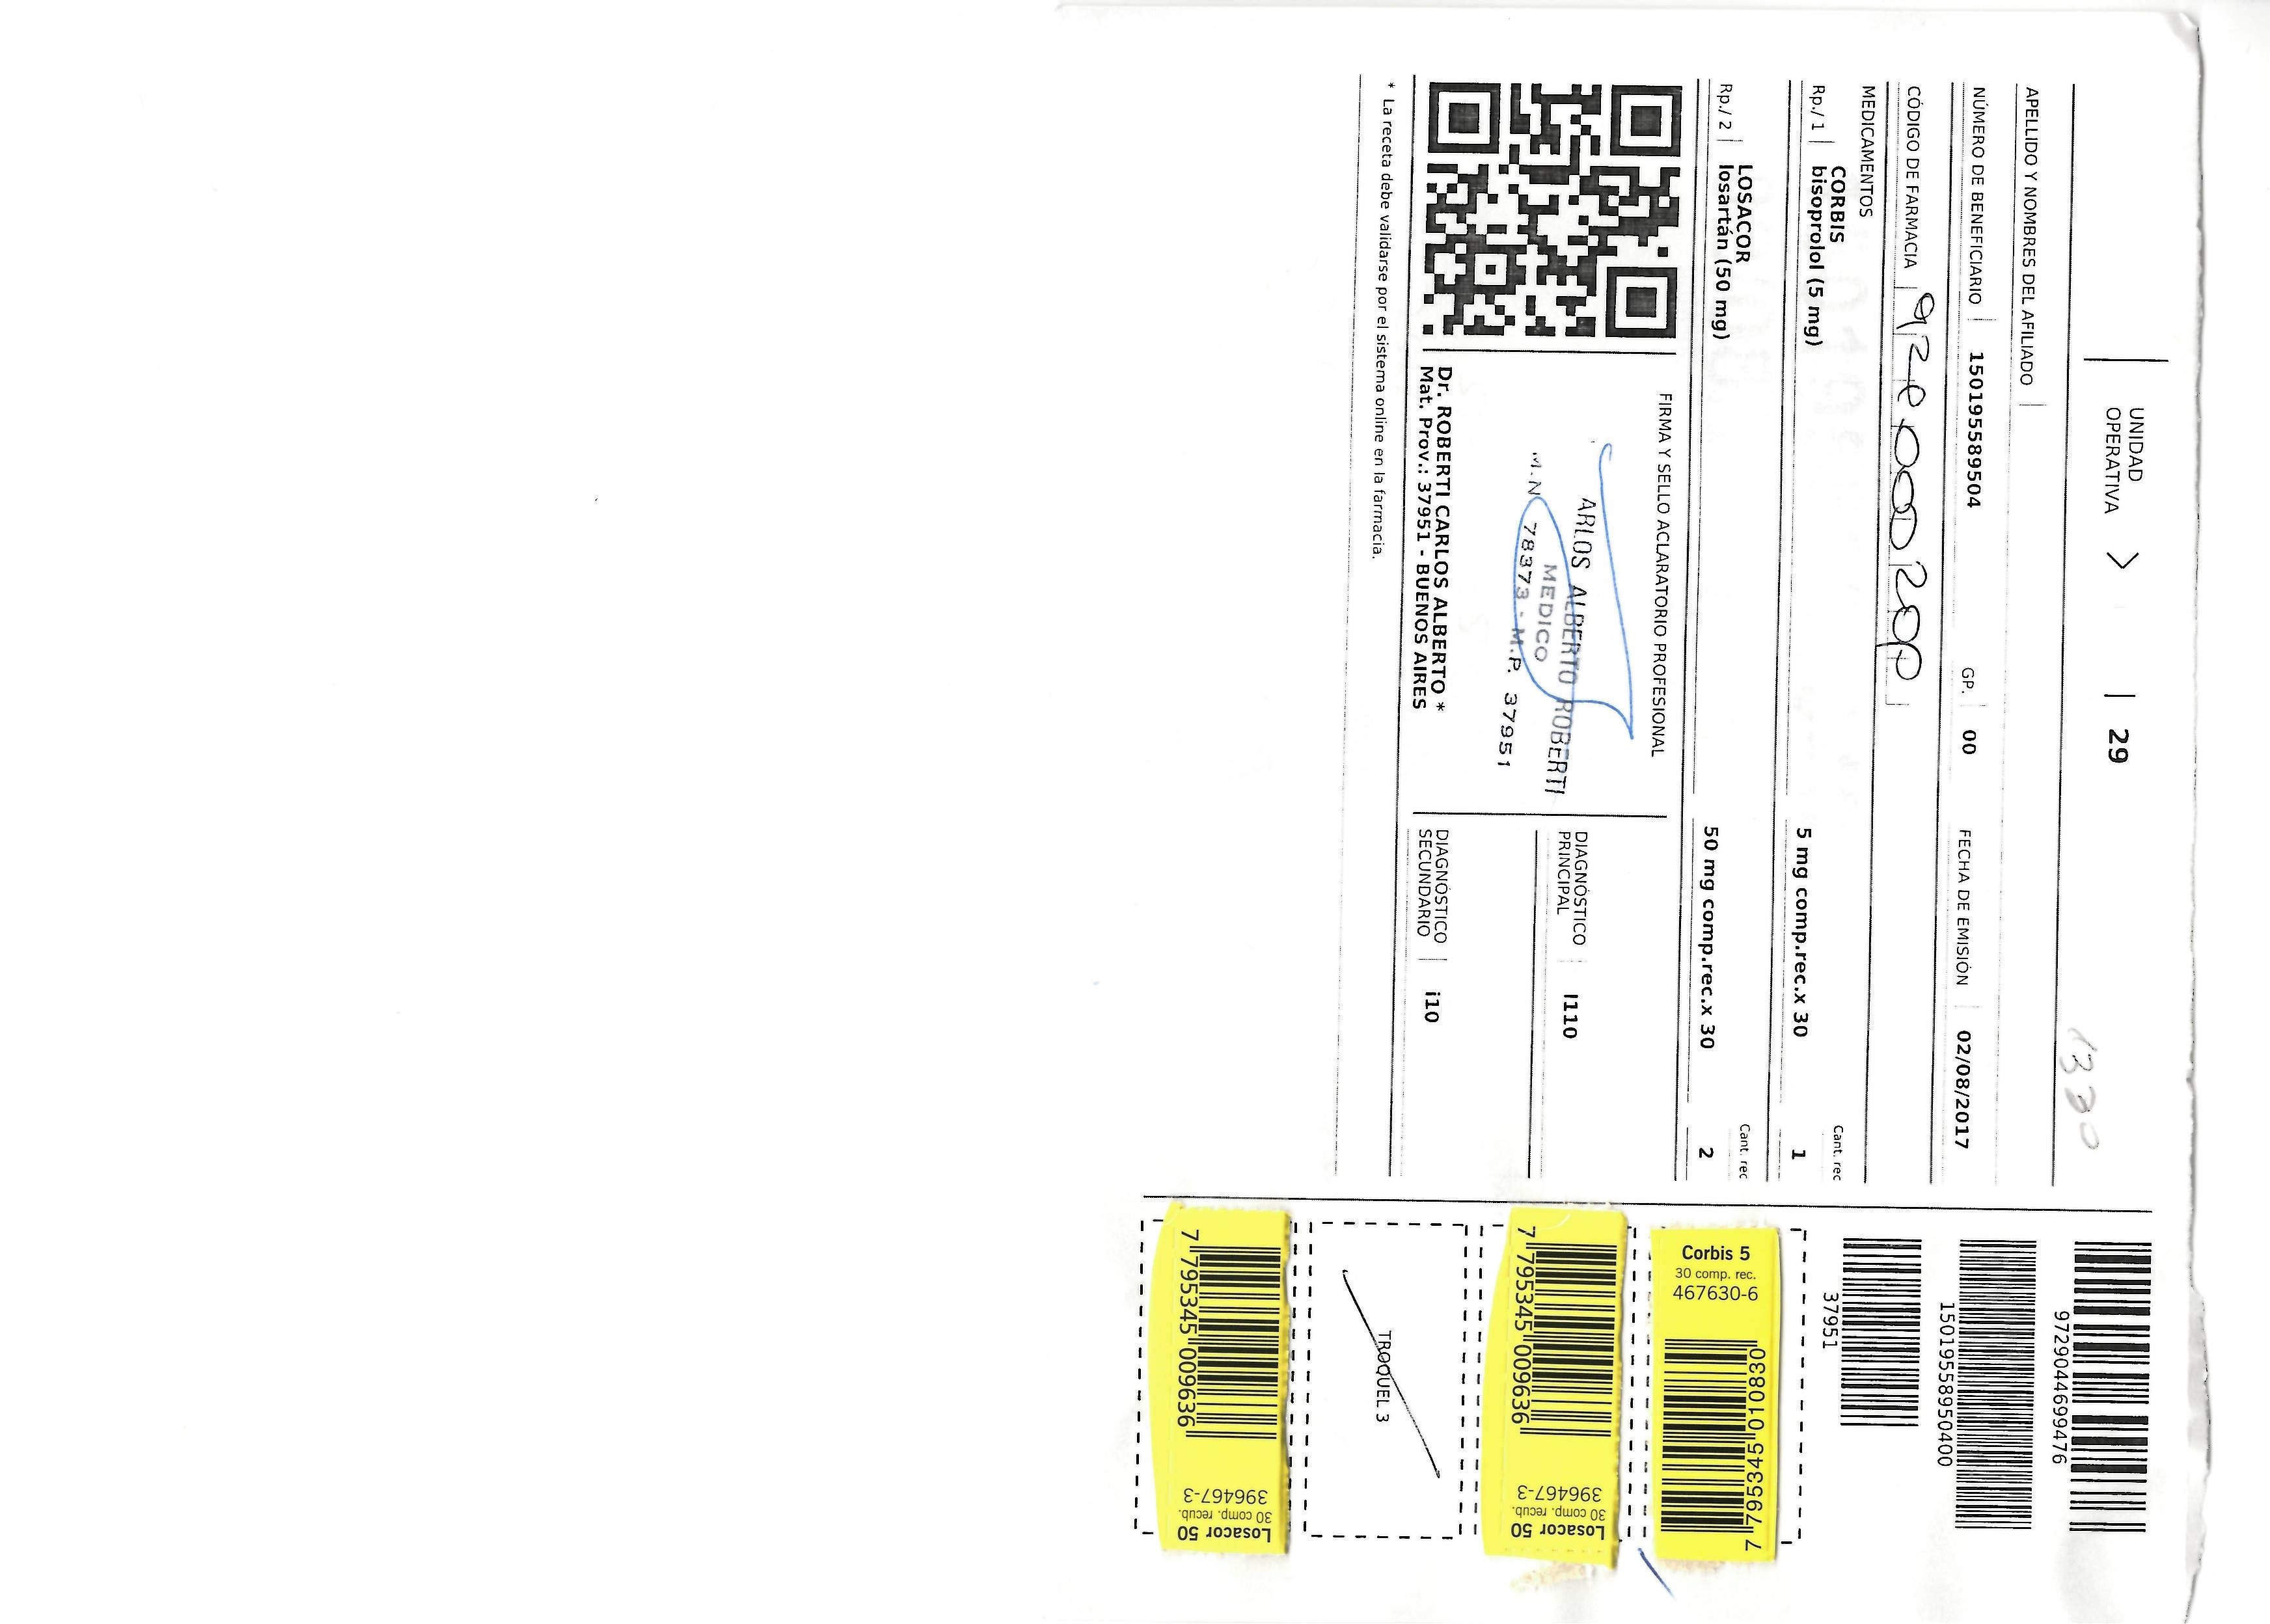 UNIDAD
OPERATIVA > | 29
1330
APELLIDO Y NOMBRES DEL AFILIADO |
NÚMERO DE BENEFICIARIO | 150195589504 GP. | 00 FECHA DE EMISIÓN | 02/08/2017
CÓDIGO DE FARMACIA |
MEDICAMENTOS
Rp./ 1 | CORBIS 5 mg comp.rec.x 30 Cant. rec 1
bisoprolol (5 mg)
Rp./ 2 | LOSACOR 50 mg comp.rec.x 30 Cant. rec 2
losartán (50 mg)
FIRMA Y SELLO ACLARATORIO PROFESIONAL
ARLOS ALBERTO ROBERTI
MEDICO
M.N 78373 - M.P. 37951
Dr. ROBERTI CARLOS ALBERTO *
Mat. Prov.: 37951 - BUENOS AIRES
DIAGNÓSTICO
PRINCIPAL | I110
DIAGNÓSTICO
SECUNDARIO | i10
* La receta debe validarse por el sistema online en la farmacia.
9729044699476
15019558950400
37951
Corbis 5
30 comp. rec.
467630-6
7 795345 010830
7 795345 009636
Losacor 50
30 comp. recub.
396467-3
TROQUEL 3
7 795345 009636
Losacor 50
30 comp. recub.
396467-3